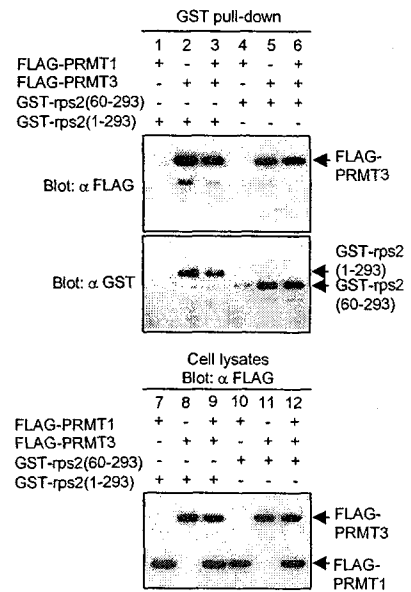 GST pull-down
1 2 3 4 5 6
FLAG-PRMT1 + - + + - +
FLAG-PRMT3 - + + - + +
GST-rps2(60-293) - - - + + +
GST-rps2(1-293) + + + - - -
Blot: α FLAG
FLAG-
PRMT3
Blot: α GST
GST-rps2
(1-293)
GST-rps2
(60-293)
Cell lysates
Blot: α FLAG
7 8 9 10 11 12
FLAG-PRMT1 + - + + - +
FLAG-PRMT3 - + + - + +
GST-rps2(60-293) - - - + + +
GST-rps2(1-293) + + + - - -
FLAG-
PRMT3
FLAG-
PRMT1